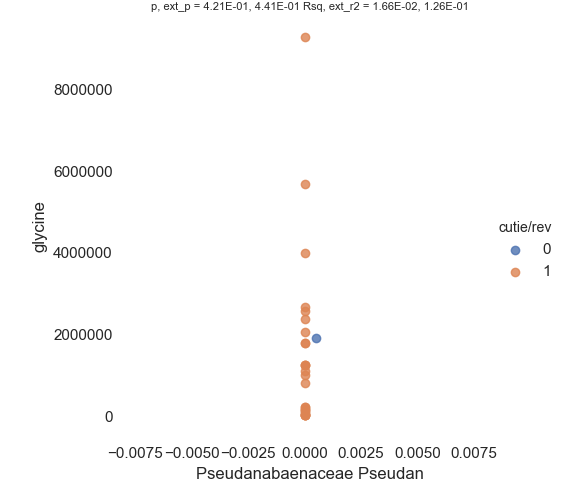 p, ext_p = 4.21E-01, 4.41E-01 Rsq, ext_r2 = 1.66E-02, 1.26E-01
8000000
6000000
4000000
2000000
0
glycine
cutie/rev
0
1
−0.0075 −0.0050 −0.0025 0.0000 0.0025 0.0050 0.0075
Pseudanabaenaceae Pseudan